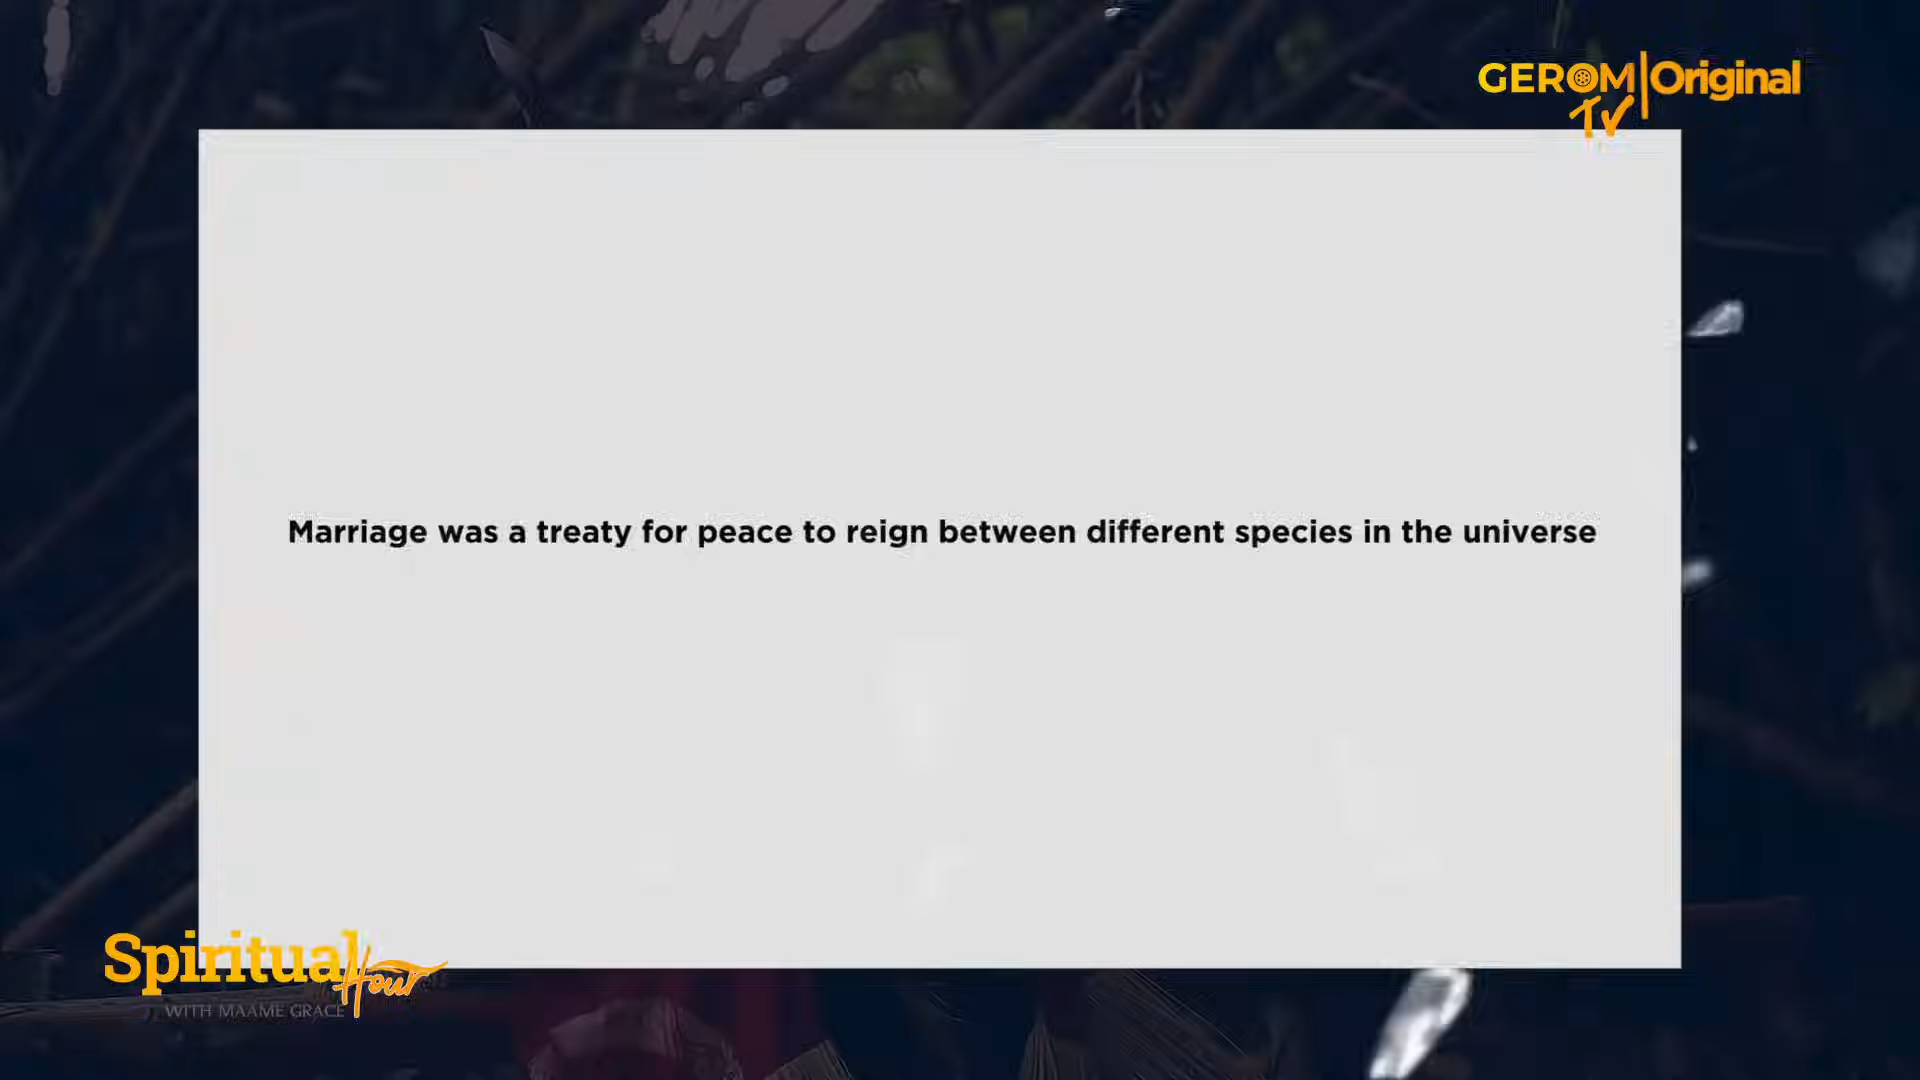 GEROM TV | Original
Marriage was a treaty for peace to reign between different species in the universe
Spiritual Hour
WITH MAAME GRACE